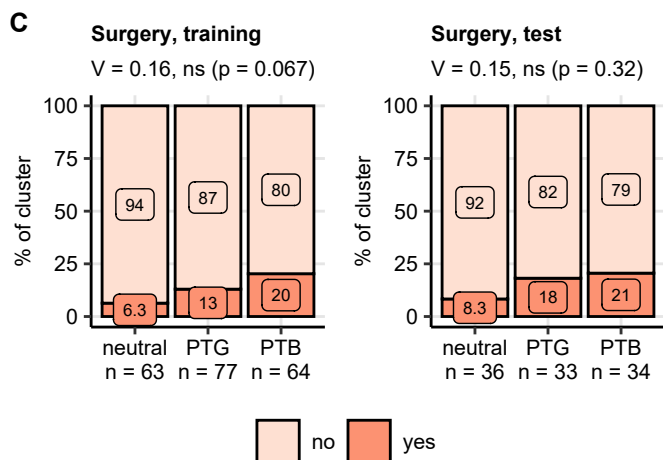 C
Surgery, training
V = 0.16, ns (p = 0.067)
% of cluster
100
75
50
25
0
94
87
80
6.3
13
20
neutral PTG PTB
n = 63 n = 77 n = 64
Surgery, test
V = 0.15, ns (p = 0.32)
% of cluster
100
75
50
25
0
92
82
79
8.3
18
21
neutral PTG PTB
n = 36 n = 33 n = 34
no yes